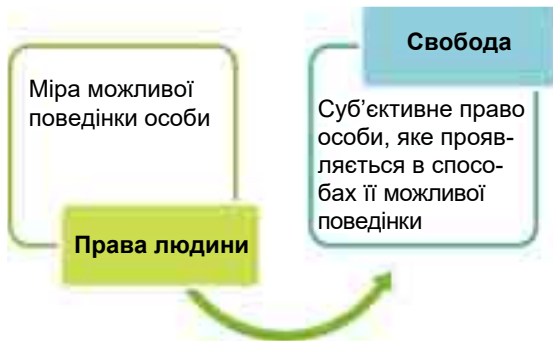 Міра можливої
поведінки особи
Права людини
Свобода
Суб’єктивне право
особи, яке прояв-
ляється в спосо-
бах її можливої
поведінки